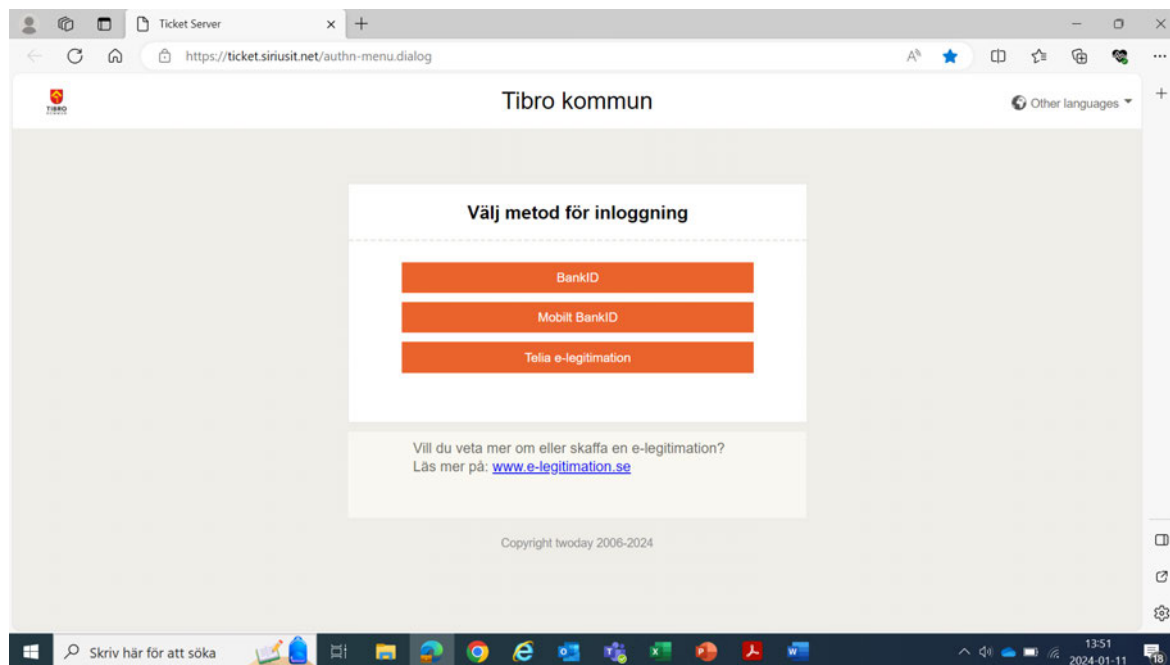 Ticket Server
https://ticket.siriusit.net/authn-menu.dialog
TIBRO
Tibro kommun
Other languages
Välj metod för inloggning
BankID
Mobilt BankID
Telia e-legitimation
Vill du veta mer om eller skaffa en e-legitimation?
Läs mer på: www.e-legitimation.se
Copyright twoday 2006-2024
Skriv här för att söka
13:51
2024-01-11
18